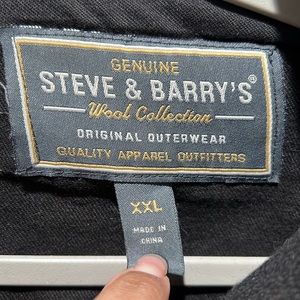 GENUINE
STEVE & BARRY'S®
Wool Collection
ORIGINAL OUTERWEAR
QUALITY APPAREL OUTFITTERS
XXL
MADE IN
CHINA